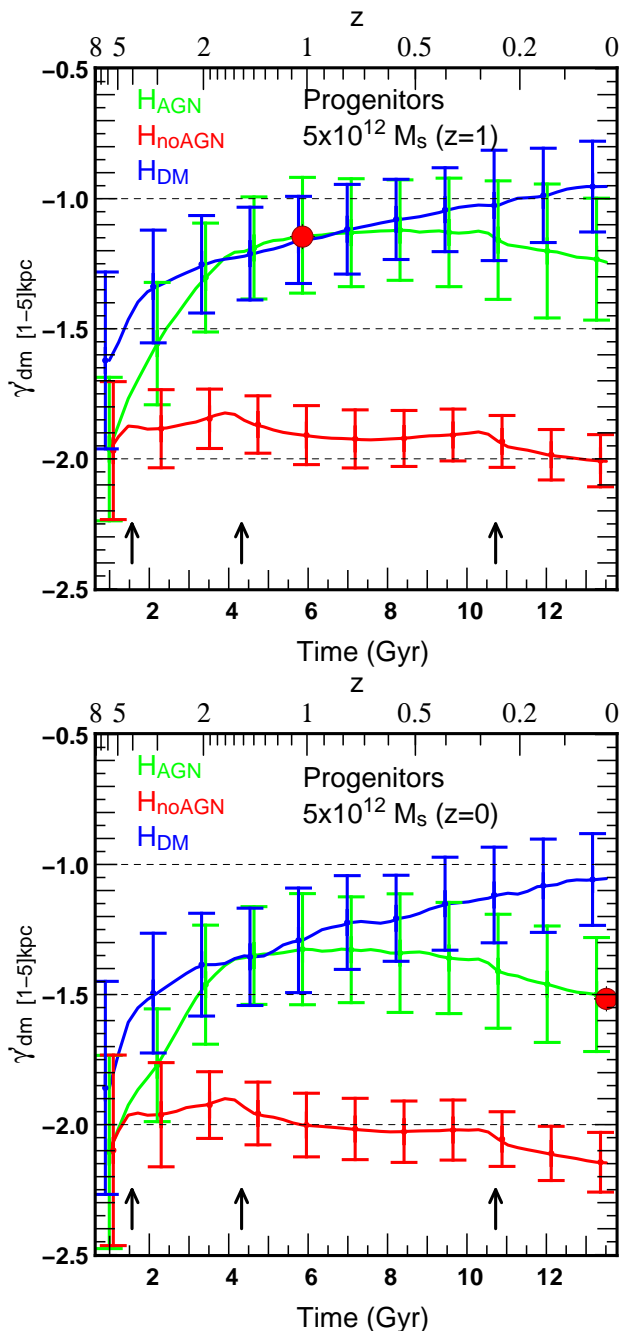 z
8 5 2 1 0.5 0.2 0
−0.5
H_AGN Progenitors
H_noAGN 5x10^12 M_s (z=1)
H_DM
−1.0
−1.5
−2.0
−2.5
γ'dm [1−5]kpc
2 4 6 8 10 12
Time (Gyr)
z
8 5 2 1 0.5 0.2 0
−0.5
H_AGN Progenitors
H_noAGN 5x10^12 M_s (z=0)
H_DM
−1.0
−1.5
−2.0
−2.5
γ'dm [1−5]kpc
2 4 6 8 10 12
Time (Gyr)